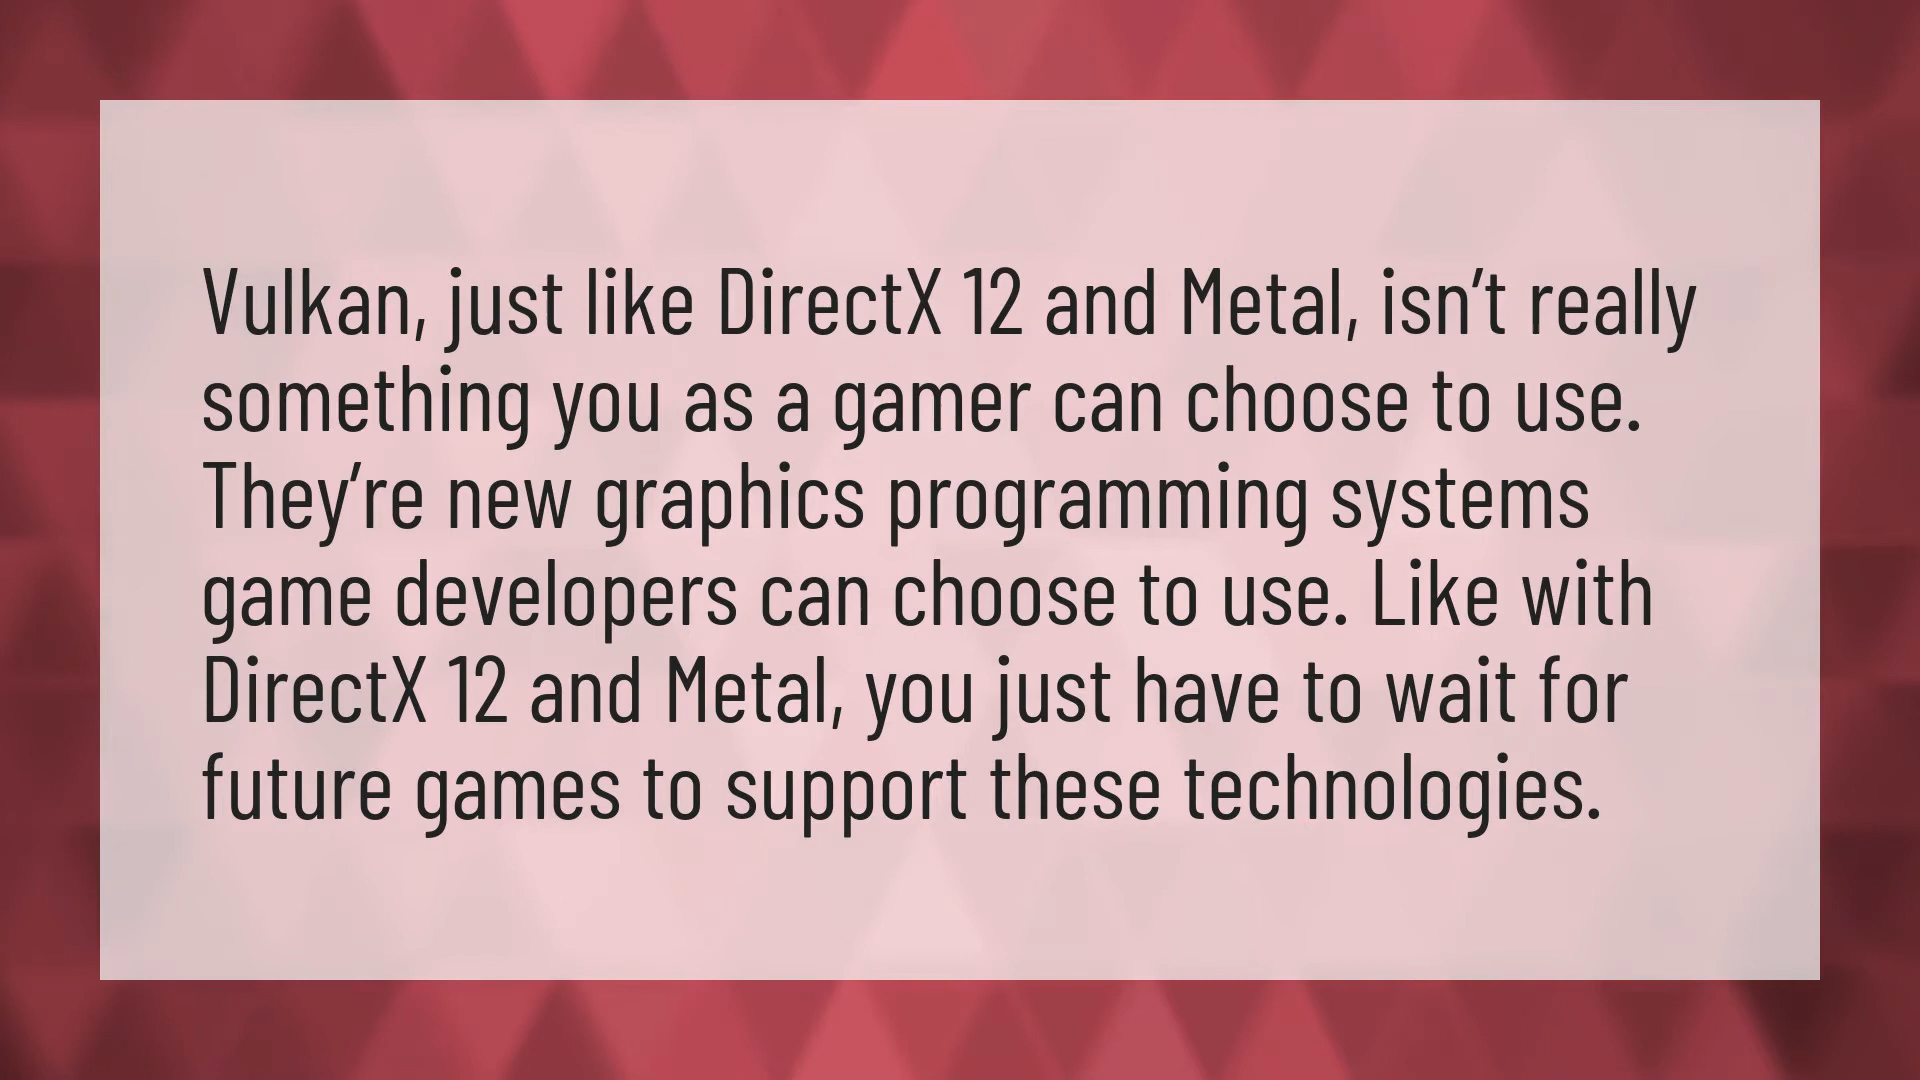 Vulkan, just like DirectX 12 and Metal, isn’t really
something you as a gamer can choose to use.
They’re new graphics programming systems
game developers can choose to use. Like with
DirectX 12 and Metal, you just have to wait for
future games to support these technologies.